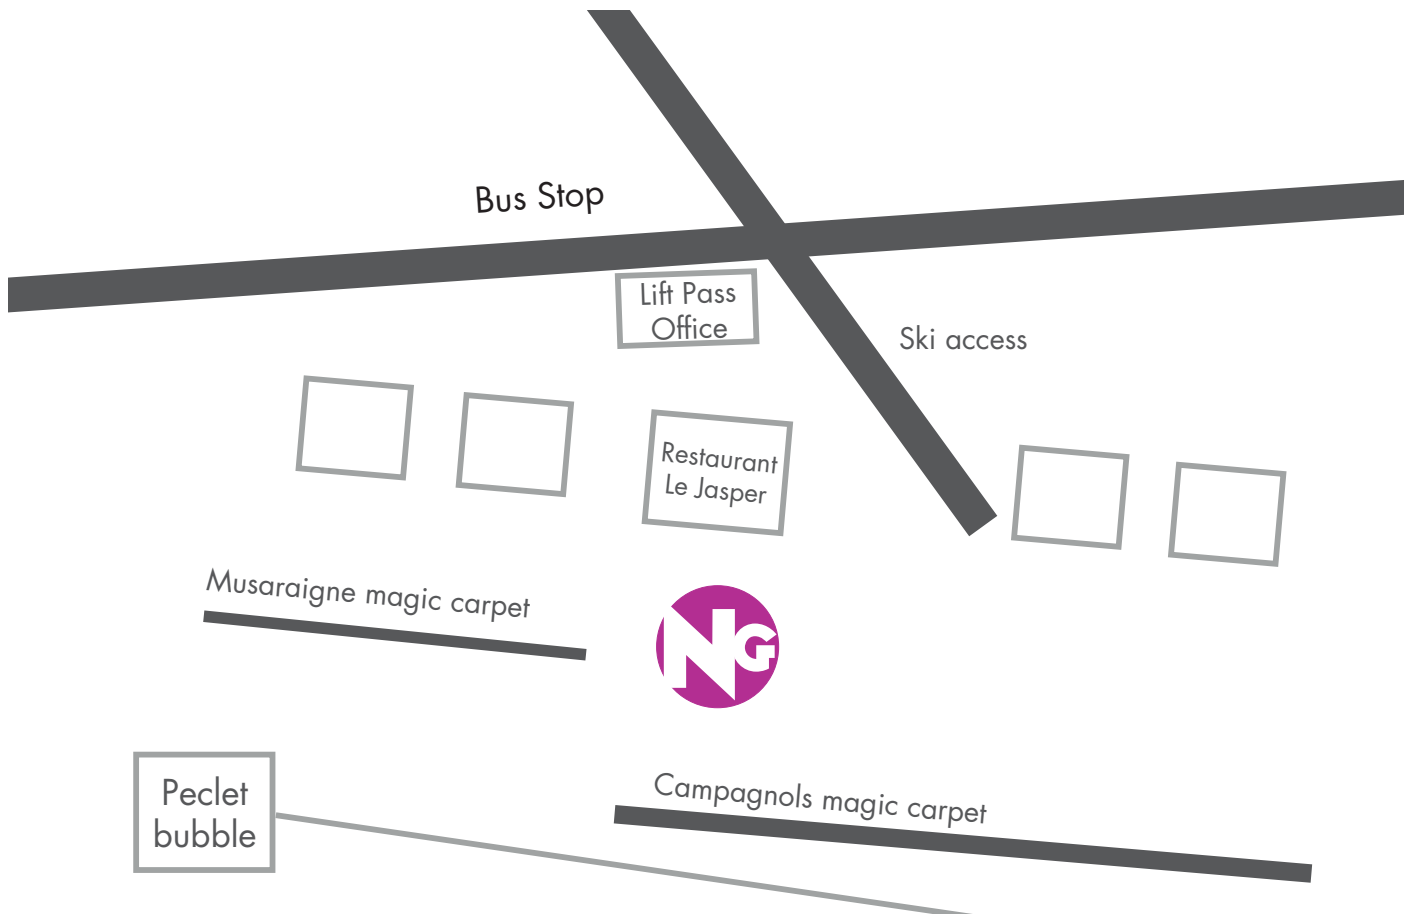 Bus Stop
Lift Pass
Office
Ski access
Restaurant
Le Jasper
Musaraigne magic carpet
NG
Campagnols magic carpet
Peclet
bubble